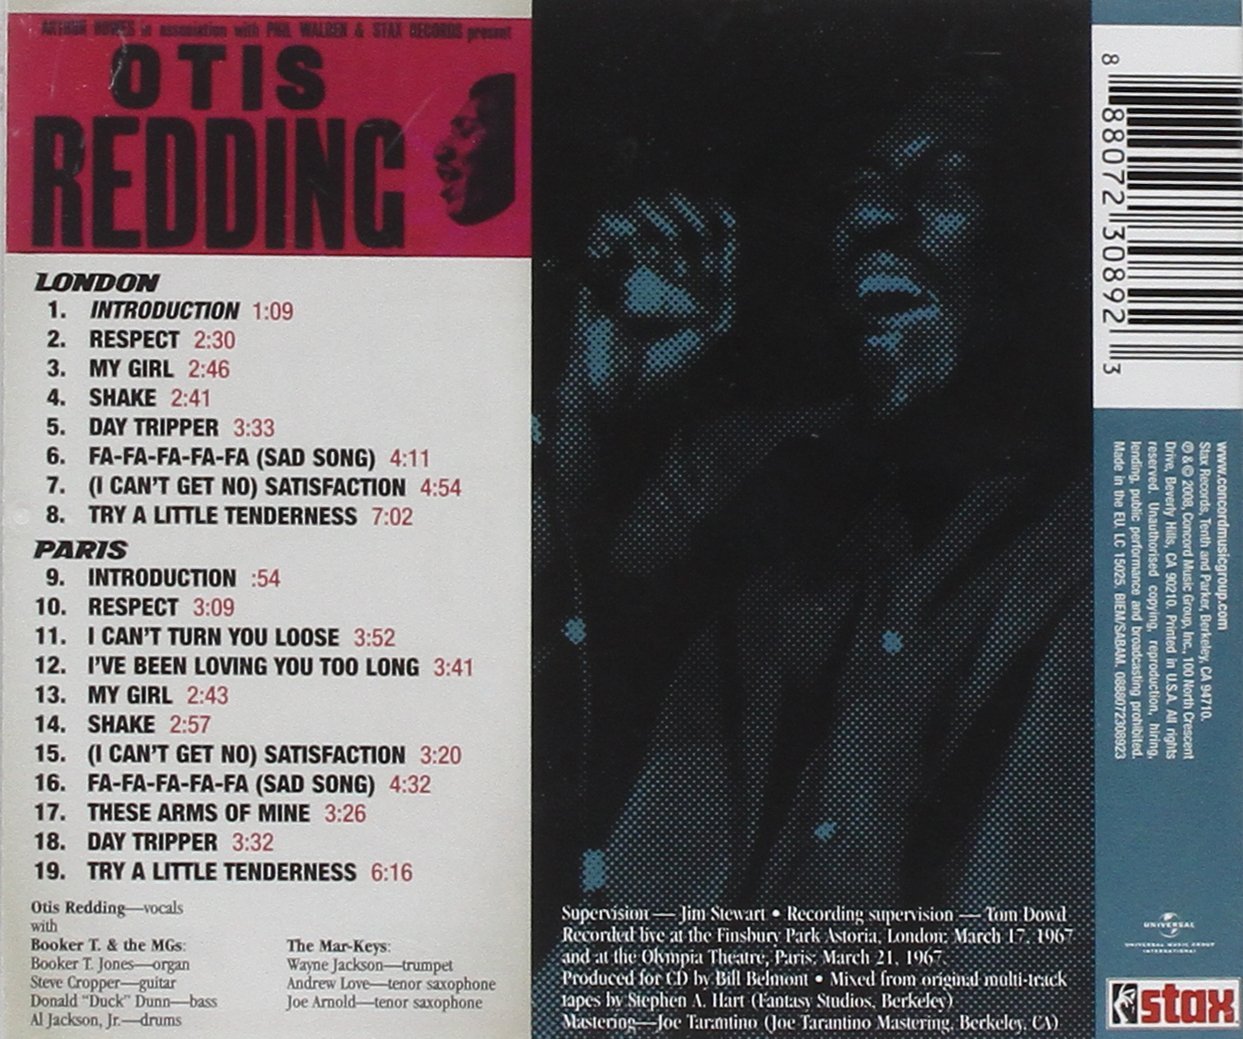 ARTHUR HOWES in association with PHIL WALDEN & STAX RECORDS present
OTIS
REDDING
LONDON
1. INTRODUCTION 1:09
2. RESPECT 2:30
3. MY GIRL 2:46
4. SHAKE 2:41
5. DAY TRIPPER 3:33
6. FA-FA-FA-FA-FA (SAD SONG) 4:11
7. (I CAN'T GET NO) SATISFACTION 4:54
8. TRY A LITTLE TENDERNESS 7:02
PARIS
9. INTRODUCTION :54
10. RESPECT 3:09
11. I CAN'T TURN YOU LOOSE 3:52
12. I'VE BEEN LOVING YOU TOO LONG 3:41
13. MY GIRL 2:43
14. SHAKE 2:57
15. (I CAN'T GET NO) SATISFACTION 3:20
16. FA-FA-FA-FA-FA (SAD SONG) 4:32
17. THESE ARMS OF MINE 3:26
18. DAY TRIPPER 3:32
19. TRY A LITTLE TENDERNESS 6:16
Otis Redding—vocals
with
Booker T. & the MGs:
Booker T. Jones—organ
Steve Cropper—guitar
Donald "Duck" Dunn—bass
Al Jackson, Jr.—drums
The Mar-Keys:
Wayne Jackson—trumpet
Andrew Love—tenor saxophone
Joe Arnold—tenor saxophone
Supervision — Jim Stewart • Recording supervision — Tom Dowd
Recorded live at the Finsbury Park Astoria, London; March 17, 1967
and at the Olympia Theatre, Paris; March 21, 1967.
Produced for CD by Bill Belmont • Mixed from original multi-track
tapes by Stephen A. Hart (Fantasy Studios, Berkeley)
Mastering—Joe Tarantino (Joe Tarantino Mastering, Berkeley, CA)
8 88072 30892 3
www.concordmusicgroup.com
Stax Records, Tenth and Parker, Berkeley, CA 94710.
℗ & © 2008, Concord Music Group, Inc., 100 North Crescent
Drive, Beverly Hills, CA 90210. Printed in U.S.A. All rights
reserved. Unauthorised copying, reproduction, hiring,
lending, public performance and broadcasting prohibited.
Made in the EU. LC 15025. BIEM/SABAM. 0888072308923
UNIVERSAL
UNIVERSAL MUSIC GROUP
INTERNATIONAL
stax